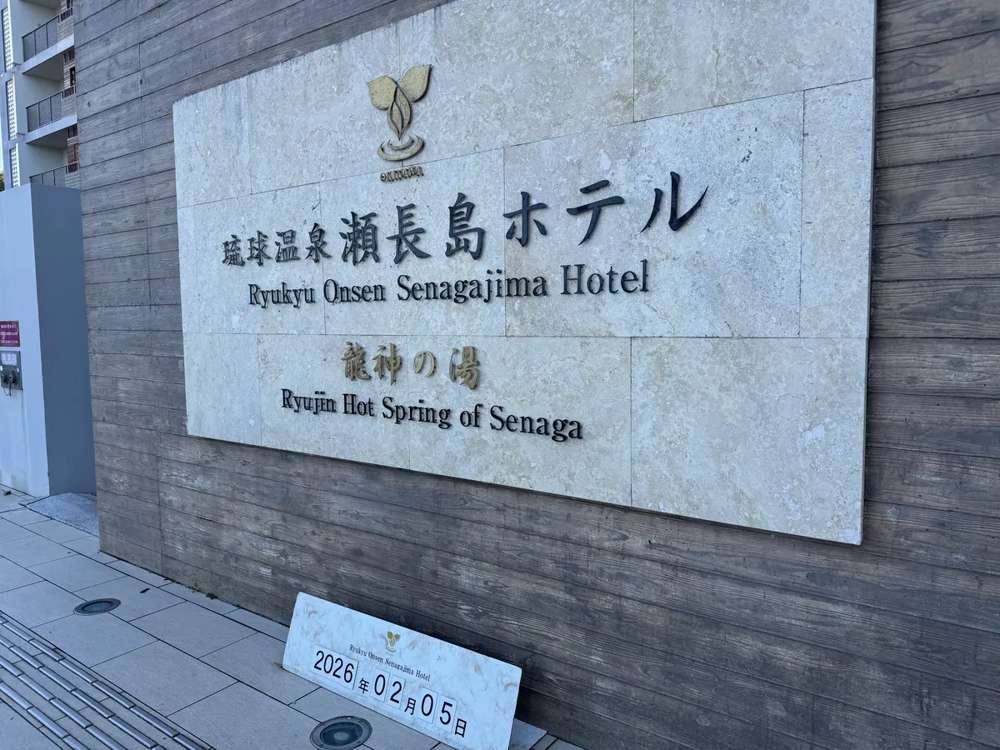 琉球温泉瀬長島ホテル
Ryukyu Onsen Senagajima Hotel
龍神の湯
Ryujin Hot Spring of Senaga
Ryukyu Onsen Senagajima Hotel
2026年02月05日